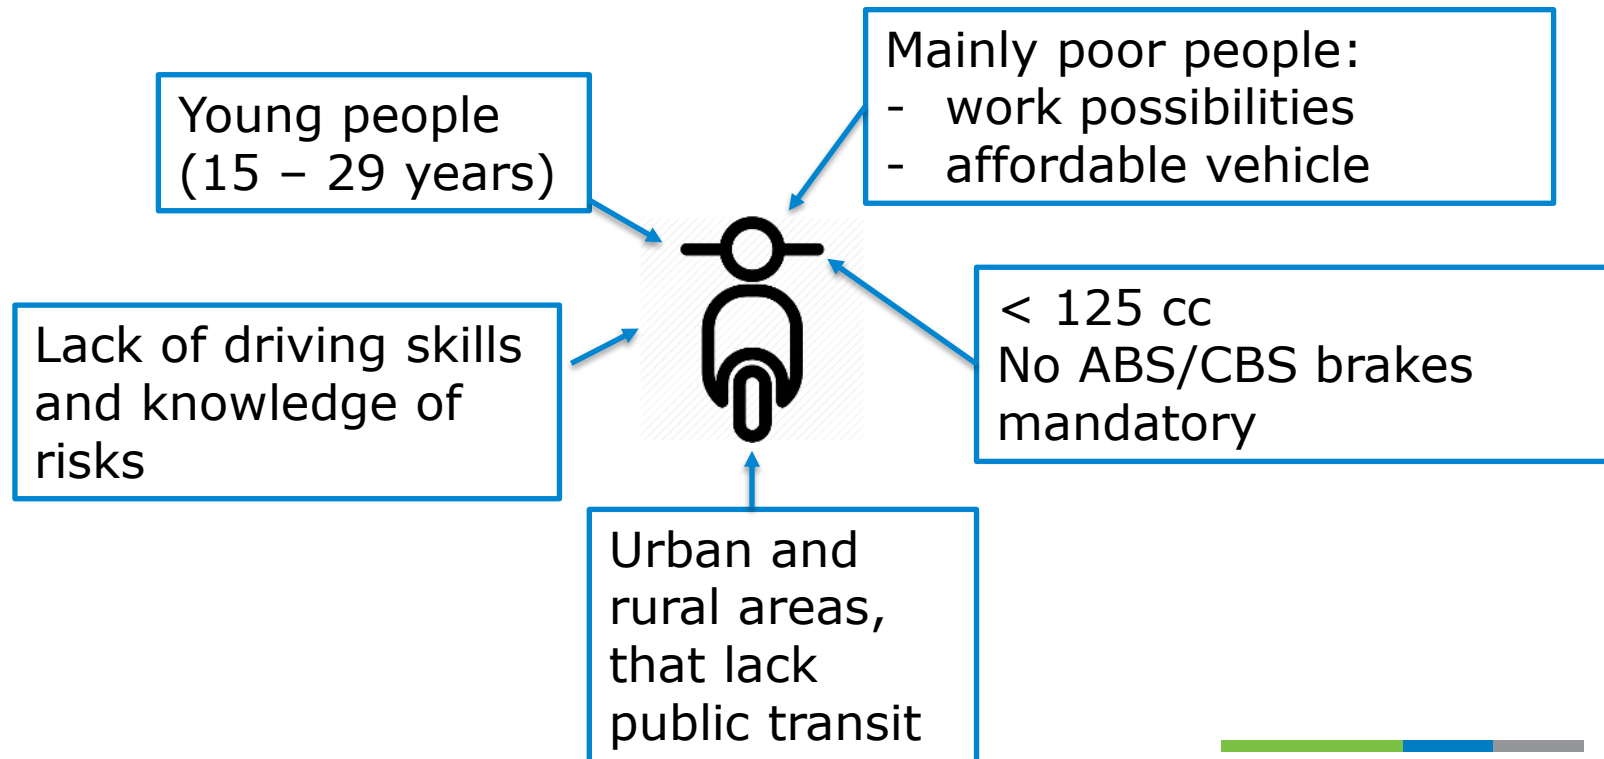 Young people
(15 – 29 years)
Mainly poor people:
- work possibilities
- affordable vehicle
Lack of driving skills
and knowledge of
risks
< 125 cc
No ABS/CBS brakes
mandatory
Urban and
rural areas,
that lack
public transit